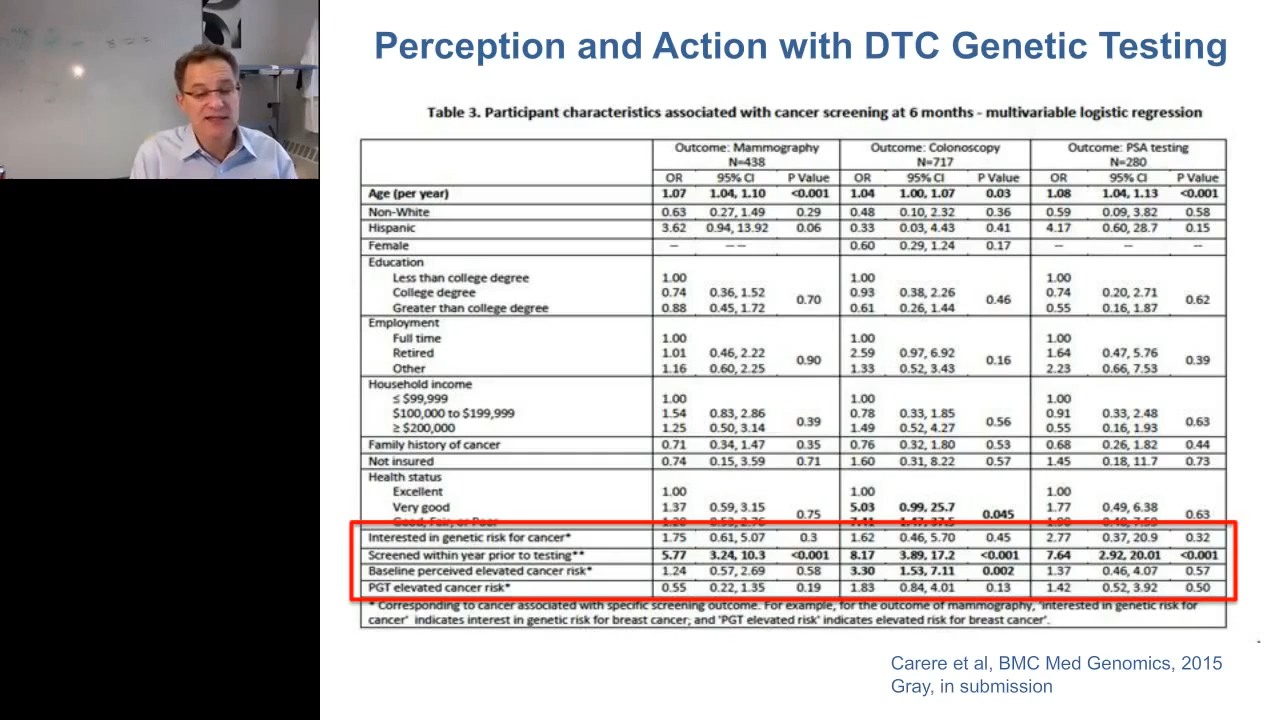 Perception and Action with DTC Genetic Testing
Table 3. Participant characteristics associated with cancer screening at 6 months - multivariable logistic regression
Outcome: Mammography Outcome: Colonoscopy Outcome: PSA testing
N=438 N=717 N=280
OR 95% CI P Value OR 95% CI P Value OR 95% CI P Value
Age (per year) 1.07 1.04, 1.10 <0.001 1.04 1.00, 1.07 0.03 1.08 1.04, 1.13 <0.001
Non-White 0.63 0.27, 1.49 0.29 0.48 0.10, 2.32 0.36 0.59 0.09, 3.82 0.58
Hispanic 3.62 0.94, 13.92 0.06 0.33 0.03, 4.43 0.41 4.17 0.60, 28.7 0.15
Female -- -- 0.60 0.29, 1.24 0.17 -- -- --
Education
Less than college degree 1.00 1.00 1.00
College degree 0.74 0.36, 1.52 0.70 0.93 0.38, 2.26 0.46 0.74 0.20, 2.71 0.62
Greater than college degree 0.88 0.45, 1.72 0.61 0.26, 1.44 0.55 0.16, 1.87
Employment
Full time 1.00 1.00 1.00
Retired 1.01 0.46, 2.22 0.90 2.59 0.97, 6.92 0.16 1.64 0.47, 5.76 0.39
Other 1.16 0.60, 2.25 1.33 0.52, 3.43 2.23 0.66, 7.53
Household income
≤ $99,999 1.00 1.00 1.00
$100,000 to $199,999 1.54 0.83, 2.86 0.39 0.78 0.33, 1.85 0.56 0.91 0.33, 2.48 0.63
≥ $200,000 1.25 0.50, 3.14 1.49 0.52, 4.27 0.55 0.16, 1.93
Family history of cancer 0.71 0.34, 1.47 0.35 0.76 0.32, 1.80 0.53 0.68 0.26, 1.82 0.44
Not insured 0.74 0.15, 3.59 0.71 1.60 0.31, 8.22 0.57 1.45 0.18, 11.7 0.73
Health status
Excellent 1.00 1.00 1.00
Very good 1.37 0.59, 3.15 0.75 5.03 0.99, 25.7 0.045 1.77 0.49, 6.38 0.63
Good, Fair, or Poor
Interested in genetic risk for cancer* 1.75 0.61, 5.07 0.3 1.62 0.46, 5.70 0.45 2.77 0.37, 20.9 0.32
Screened within year prior to testing** 5.77 3.24, 10.3 <0.001 8.17 3.89, 17.2 <0.001 7.64 2.92, 20.01 <0.001
Baseline perceived elevated cancer risk* 1.24 0.57, 2.69 0.58 3.30 1.53, 7.11 0.002 1.37 0.46, 4.07 0.57
PGT elevated cancer risk* 0.55 0.22, 1.35 0.19 1.83 0.84, 4.01 0.13 1.42 0.52, 3.92 0.50
* Corresponding to cancer associated with specific screening outcome. For example, for the outcome of mammography, 'interested in genetic risk for
cancer' indicates interest in genetic risk for breast cancer; and 'PGT elevated risk' indicates elevated risk for breast cancer'.
Carere et al, BMC Med Genomics, 2015
Gray, in submission